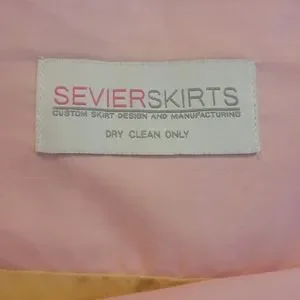 SEVIERSKIRTS
CUSTOM SKIRT DESIGN AND MANUFACTURING
DRY CLEAN ONLY